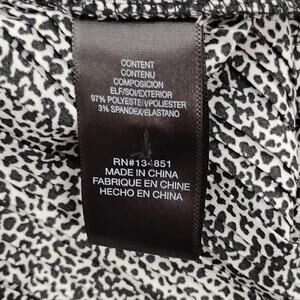 CONTENT
CONTENU
COMPOSICION
ELF/SOI/EXTERIOR
97% POLYESTER/POLIESTER
3% SPANDEX/ELASTANO
RN#134851
MADE IN CHINA
FABRIQUE EN CHINE
HECHO EN CHINA